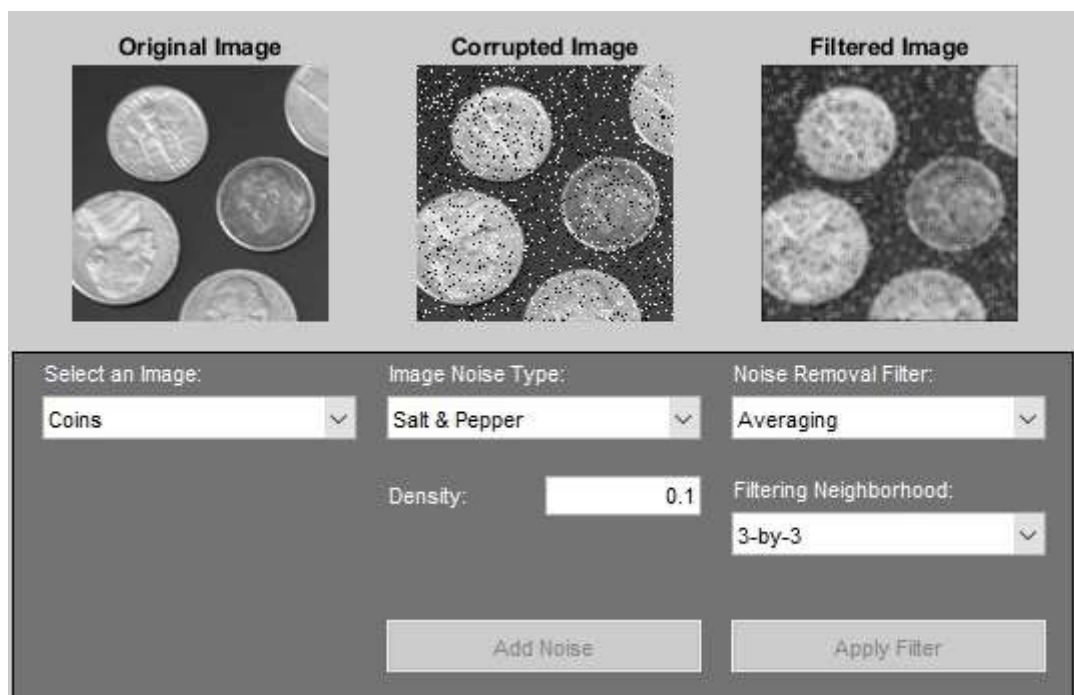 Original Image Corrupted Image Filtered Image
Select an Image: Image Noise Type: Noise Removal Filter:
Coins Salt & Pepper Averaging
Density: 0.1 Filtering Neighborhood:
3-by-3
Add Noise Apply Filter